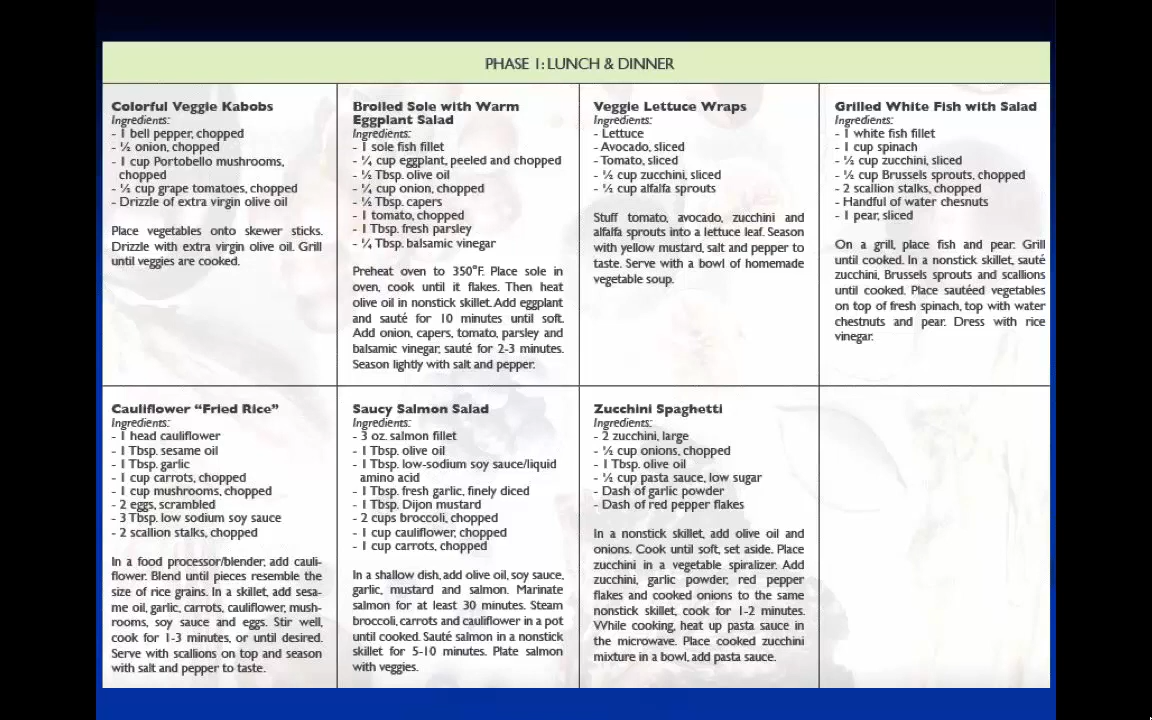 PHASE 1: LUNCH & DINNER
Colorful Veggie Kabobs
Ingredients:
- 1 bell pepper, chopped
- ½ onion, chopped
- 1 cup Portobello mushrooms,
chopped
- ½ cup grape tomatoes, chopped
- Drizzle of extra virgin olive oil
Place vegetables onto skewer sticks.
Drizzle with extra virgin olive oil. Grill
until veggies are cooked.
Broiled Sole with Warm
Eggplant Salad
Ingredients:
- 1 sole fish fillet
- ¼ cup eggplant, peeled and chopped
- ½ Tbsp. olive oil
- ¼ cup onion, chopped
- ½ Tbsp. capers
- 1 tomato, chopped
- 1 Tbsp. fresh parsley
- ¼ Tbsp. balsamic vinegar
Preheat oven to 350°F. Place sole in
oven, cook until it flakes. Then heat
olive oil in nonstick skillet. Add eggplant
and sauté for 10 minutes until soft.
Add onion, capers, tomato, parsley and
balsamic vinegar, sauté for 2-3 minutes.
Season lightly with salt and pepper.
Veggie Lettuce Wraps
Ingredients:
- Lettuce
- Avocado, sliced
- Tomato, sliced
- ½ cup zucchini, sliced
- ½ cup alfalfa sprouts
Stuff tomato, avocado, zucchini and
alfalfa sprouts into a lettuce leaf. Season
with yellow mustard, salt and pepper to
taste. Serve with a bowl of homemade
vegetable soup.
Grilled White Fish with Salad
Ingredients:
- 1 white fish fillet
- 1 cup spinach
- ½ cup zucchini, sliced
- ½ cup Brussels sprouts, chopped
- 2 scallion stalks, chopped
- Handful of water chesnuts
- 1 pear, sliced
On a grill, place fish and pear. Grill
until cooked. In a nonstick skillet, sauté
zucchini, Brussels sprouts and scallions
until cooked. Place sautéed vegetables
on top of fresh spinach, top with water
chestnuts and pear. Dress with rice
vinegar.
Cauliflower “Fried Rice”
Ingredients:
- 1 head cauliflower
- 1 Tbsp. sesame oil
- 1 Tbsp. garlic
- 1 cup carrots, chopped
- 1 cup mushrooms, chopped
- 2 eggs, scrambled
- 3 Tbsp. low sodium soy sauce
- 2 scallion stalks, chopped
In a food processor/blender, add cauli-
flower. Blend until pieces resemble the
size of rice grains. In a skillet, add sesa-
me oil, garlic, carrots, cauliflower, mush-
rooms, soy sauce and eggs. Stir well,
cook for 1-3 minutes, or until desired.
Serve with scallions on top and season
with salt and pepper to taste.
Saucy Salmon Salad
Ingredients:
- 3 oz. salmon fillet
- 1 Tbsp. olive oil
- 1 Tbsp. low-sodium soy sauce/liquid
amino acid
- 1 Tbsp. fresh garlic, finely diced
- 1 Tbsp. Dijon mustard
- 2 cups broccoli, chopped
- 1 cup cauliflower, chopped
- 1 cup carrots, chopped
In a shallow dish, add olive oil, soy sauce,
garlic, mustard and salmon. Marinate
salmon for at least 30 minutes. Steam
broccoli, carrots and cauliflower in a pot
until cooked. Sauté salmon in a nonstick
skillet for 5-10 minutes. Plate salmon
with veggies.
Zucchini Spaghetti
Ingredients:
- 2 zucchini, large
- ½ cup onions, chopped
- 1 Tbsp. olive oil
- ½ cup pasta sauce, low sugar
- Dash of garlic powder
- Dash of red pepper flakes
In a nonstick skillet, add olive oil and
onions. Cook until soft, set aside. Place
zucchini in a vegetable spiralizer. Add
zucchini, garlic powder, red pepper
flakes and cooked onions to the same
nonstick skillet, cook for 1-2 minutes.
While cooking, heat up pasta sauce in
the microwave. Place cooked zucchini
mixture in a bowl, add pasta sauce.